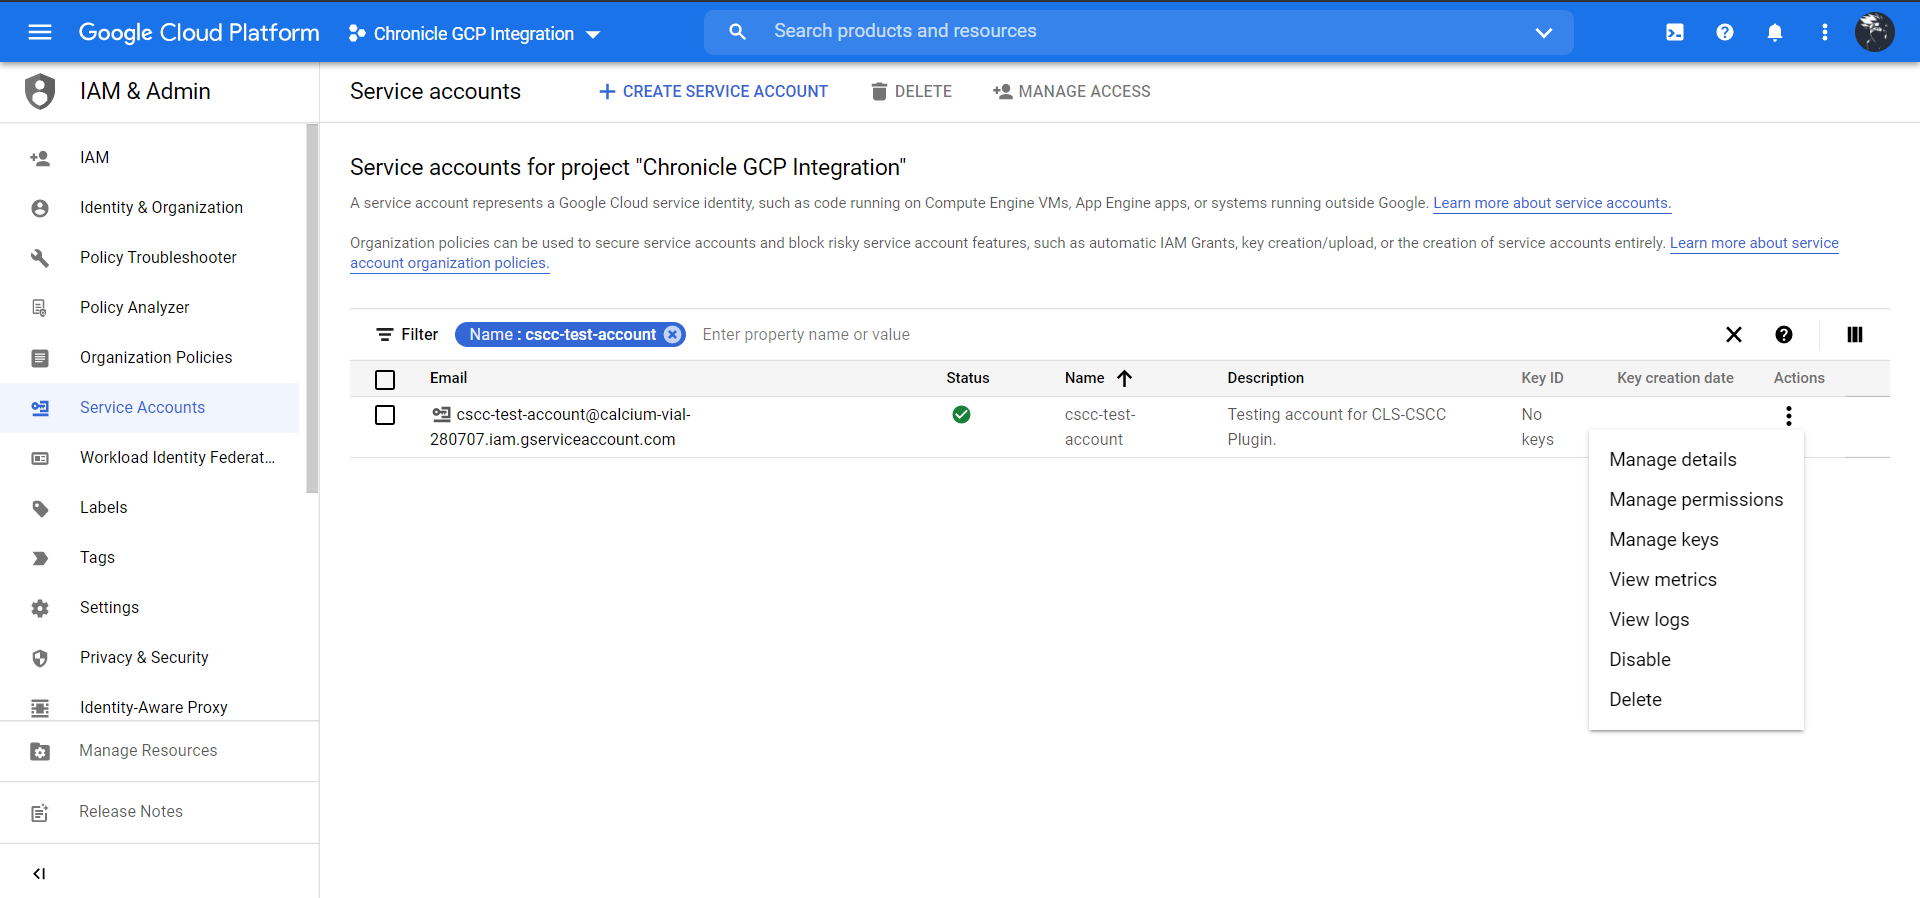 Google Cloud Platform
Chronicle GCP Integration
Search products and resources
IAM & Admin
Service accounts
CREATE SERVICE ACCOUNT
DELETE
MANAGE ACCESS
IAM
Identity & Organization
Policy Troubleshooter
Policy Analyzer
Organization Policies
Service Accounts
Workload Identity Federat...
Labels
Tags
Settings
Privacy & Security
Identity-Aware Proxy
Manage Resources
Release Notes
Service accounts for project "Chronicle GCP Integration"
A service account represents a Google Cloud service identity, such as code running on Compute Engine VMs, App Engine apps, or systems running outside Google. Learn more about service accounts.
Organization policies can be used to secure service accounts and block risky service account features, such as automatic IAM Grants, key creation/upload, or the creation of service accounts entirely. Learn more about service
account organization policies.
Filter
Name : cscc-test-account
Enter property name or value
Email
Status
Name
Description
Key ID
Key creation date
Actions
cscc-test-account@calcium-vial-
280707.iam.gserviceaccount.com
cscc-test-
account
Testing account for CLS-CSCC
Plugin.
No
keys
Manage details
Manage permissions
Manage keys
View metrics
View logs
Disable
Delete